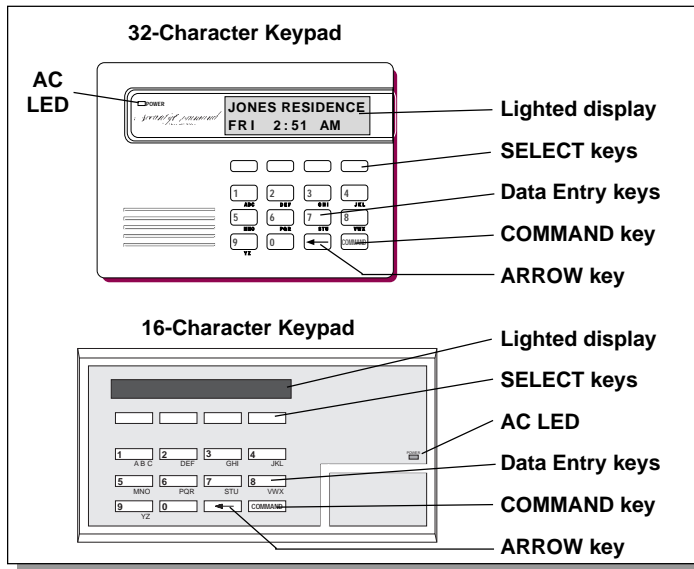 32-Character Keypad
AC
LED
POWER
JONES RESIDENCE
FRI 2:51 AM
Lighted display
SELECT keys
Data Entry keys
COMMAND key
ARROW key
1 2 3 4
ABC DEF GHI JKL
5 6 7 8
MNO PQR STU VWX
9 0 COMMAND
YZ
16-Character Keypad
Lighted display
SELECT keys
AC LED
POWER
Data Entry keys
COMMAND key
ARROW key
1 2 3 4
ABC DEF GHI JKL
5 6 7 8
MNO PQR STU VWX
9 0 COMMAND
YZ